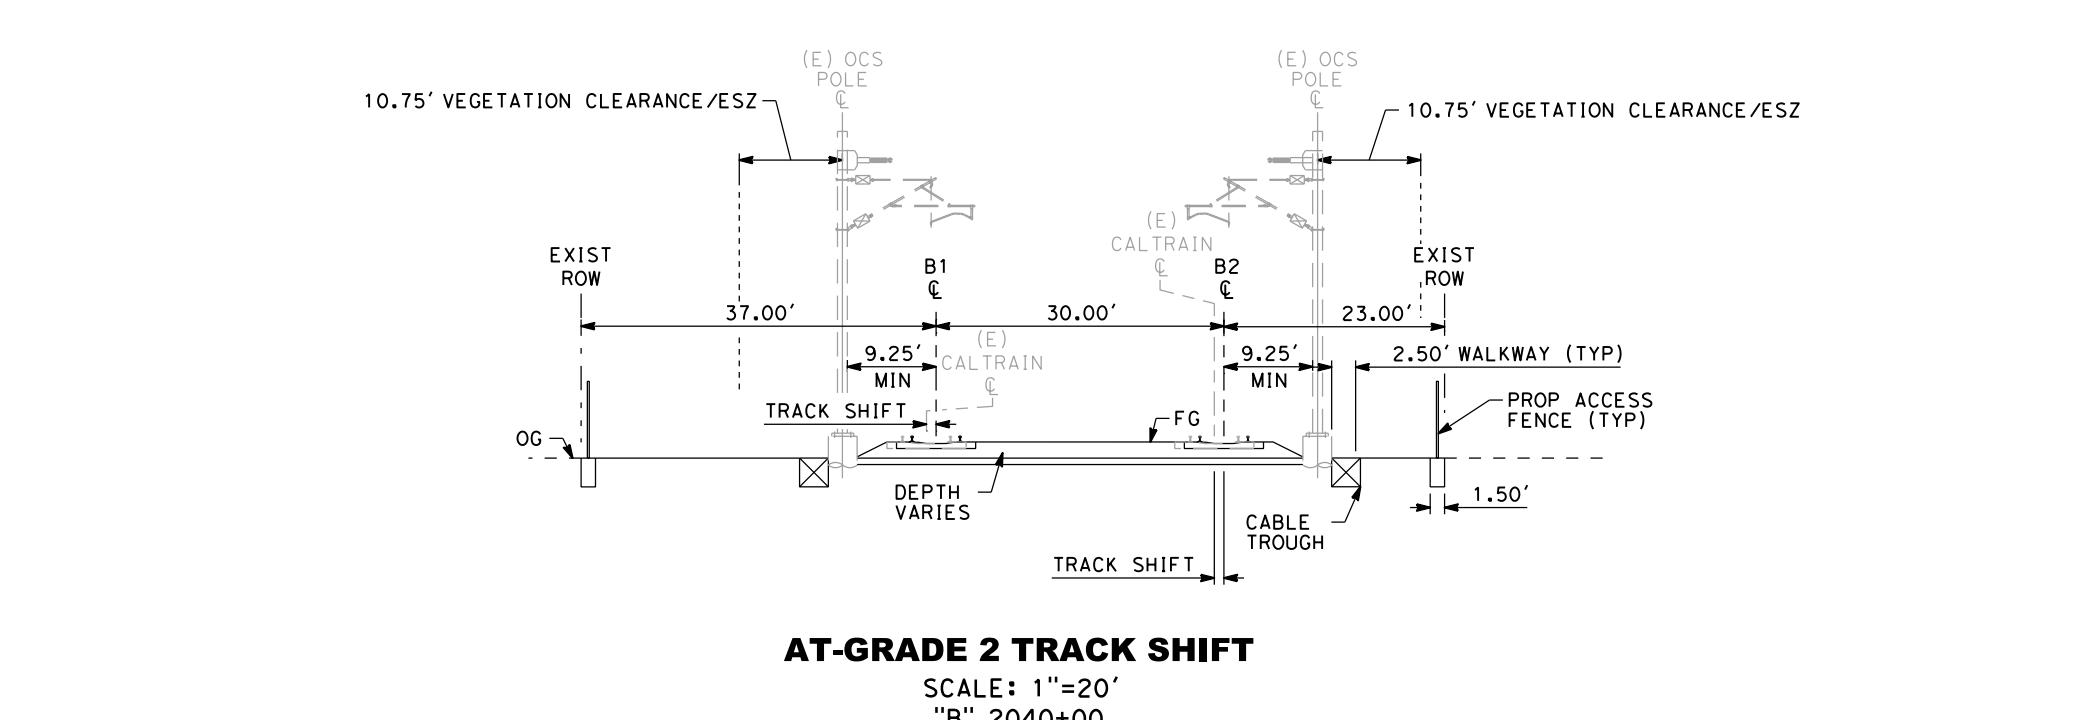 (E) OCS
POLE
℄
(E) OCS
POLE
℄
10.75' VEGETATION CLEARANCE/ESZ
10.75' VEGETATION CLEARANCE/ESZ
(E)
CALTRAIN
℄
EXIST
ROW
B1
℄
B2
℄
EXIST
ROW
37.00'
30.00'
23.00'
(E)
CALTRAIN
℄
9.25'
MIN
9.25'
MIN
2.50' WALKWAY (TYP)
TRACK SHIFT
FG
PROP ACCESS
FENCE (TYP)
OG
DEPTH
VARIES
1.50'
CABLE
TROUGH
TRACK SHIFT
AT-GRADE 2 TRACK SHIFT
SCALE: 1"=20'
"B" 2040+00